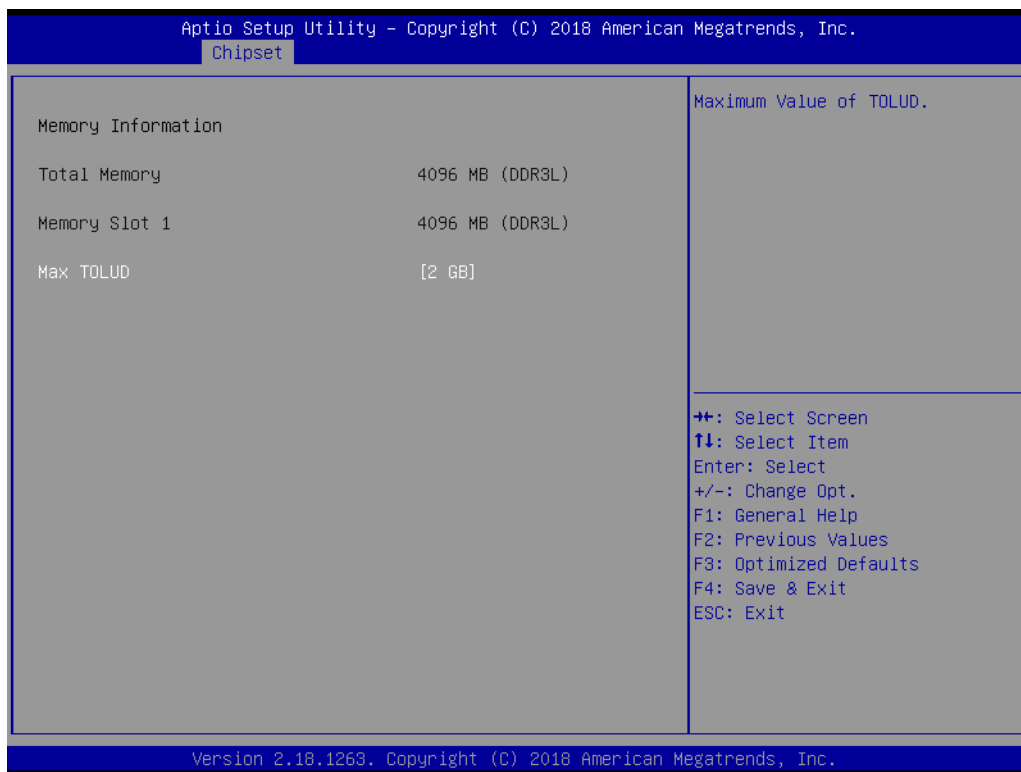 Aptio Setup Utility – Copyright (C) 2018 American Megatrends, Inc.
Chipset
Memory Information
Total Memory 4096 MB (DDR3L)
Memory Slot 1 4096 MB (DDR3L)
Max TOLUD [2 GB]
Maximum Value of TOLUD.
→←: Select Screen
↑↓: Select Item
Enter: Select
+/-: Change Opt.
F1: General Help
F2: Previous Values
F3: Optimized Defaults
F4: Save & Exit
ESC: Exit
Version 2.18.1263. Copyright (C) 2018 American Megatrends, Inc.